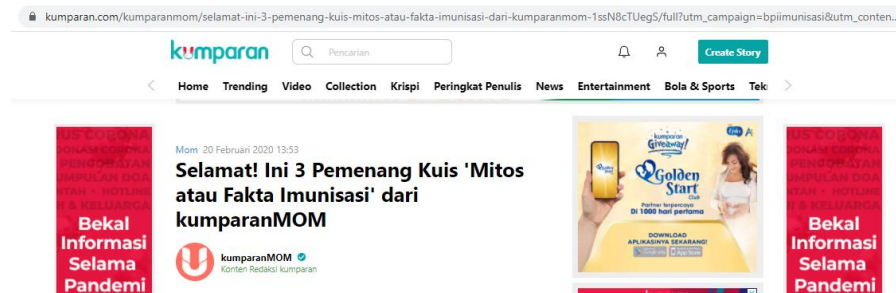 kumparan.com/kumparanmom/selamat-ini-3-pemenang-kuis-mitos-atau-fakta-imunisasi-dari-kumparanmom-1ssN8cTUegS/full?utm_campaign=bpiimunisasi&utm_conten...
kumparan
Pencarian
Create Story
Home Trending Video Collection Krispi Peringkat Penulis News Entertainment Bola & Sports Tek
Mom 20 Februari 2020 13:53
Selamat! Ini 3 Pemenang Kuis 'Mitos
atau Fakta Imunisasi' dari
kumparanMOM
kumparanMOM
Konten Redaksi kumparan
Bekal
Informasi
Selama
Pandemi
kumparan
Giveaway!
Golden
Start
Club
Partner terpercaya
Di 1000 hari pertama
DOWNLOAD
APLIKASINYA SEKARANG!
App Store
Bekal
Informasi
Selama
Pandemi